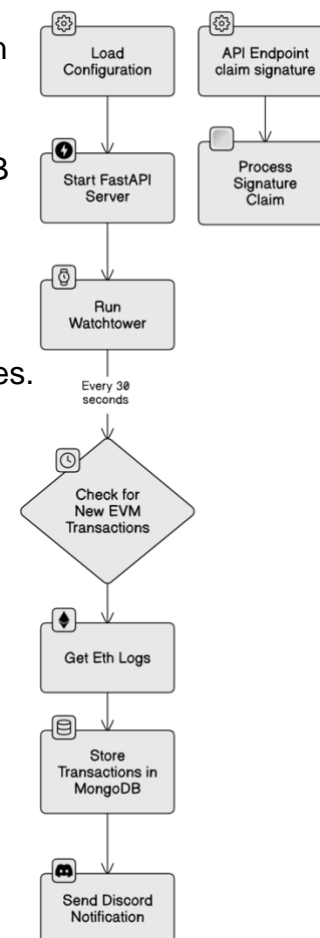 Load
Configuration
API Endpoint
claim signature
Start FastAPI
Server
Process
Signature
Claim
Run
Watchtower
es.
Every 30
seconds
Check for
New EVM
Transactions
Get Eth Logs
Store
Transactions in
MongoDB
Send Discord
Notification